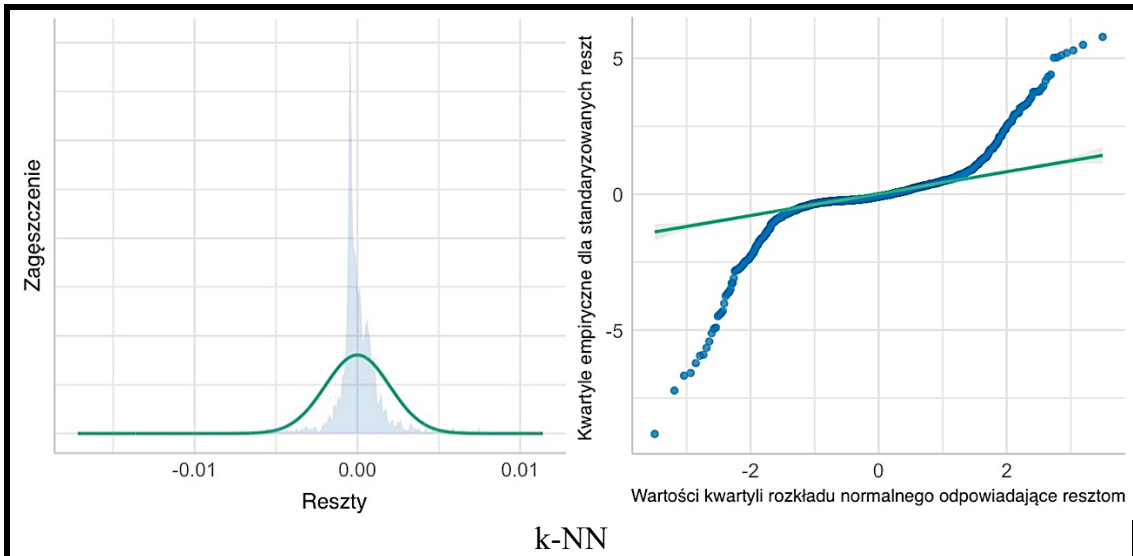 Zagęszczenie
-0.01
0.00
0.01
Reszty
Kwartyle empiryczne dla standaryzowanych reszt
5
0
-5
-2
0
2
Wartości kwartyli rozkładu normalnego odpowiadające resztom
k-NN